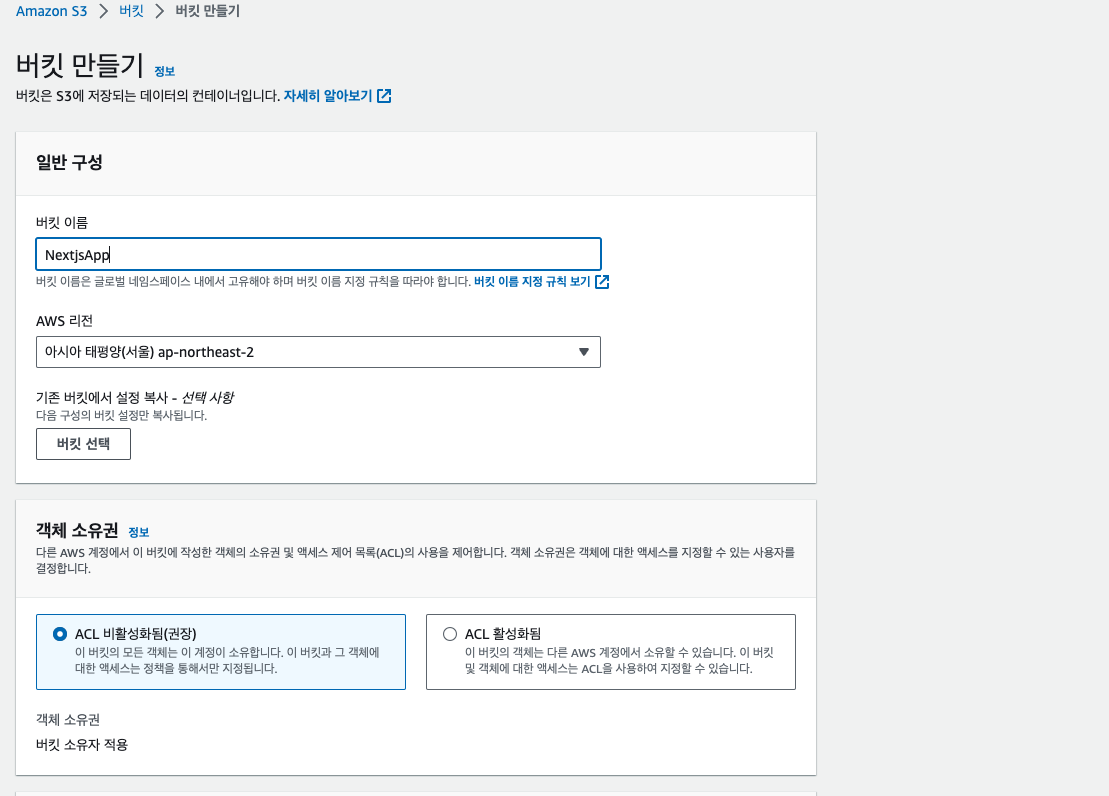 Amazon S3 > 버킷 > 버킷 만들기
버킷 만들기 정보
버킷은 S3에 저장되는 데이터의 컨테이너입니다. 자세히 알아보기
일반 구성
버킷 이름
NextjsApp
버킷 이름은 글로벌 네임스페이스 내에서 고유해야 하며 버킷 이름 지정 규칙을 따라야 합니다. 버킷 이름 지정 규칙 보기
AWS 리전
아시아 태평양(서울) ap-northeast-2
기존 버킷에서 설정 복사 - 선택 사항
다음 구성의 버킷 설정만 복사됩니다.
버킷 선택
객체 소유권 정보
다른 AWS 계정에서 이 버킷에 작성한 객체의 소유권 및 액세스 제어 목록(ACL)의 사용을 제어합니다. 객체 소유권은 객체에 대한 액세스를 지정할 수 있는 사용자를
결정합니다.
ACL 비활성화됨(권장)
이 버킷의 모든 객체는 이 계정이 소유합니다. 이 버킷과 그 객체에
대한 액세스는 정책을 통해서만 지정됩니다.
ACL 활성화됨
이 버킷의 객체는 다른 AWS 계정에서 소유할 수 있습니다. 이 버킷
및 객체에 대한 액세스는 ACL을 사용하여 지정할 수 있습니다.
객체 소유권
버킷 소유자 적용